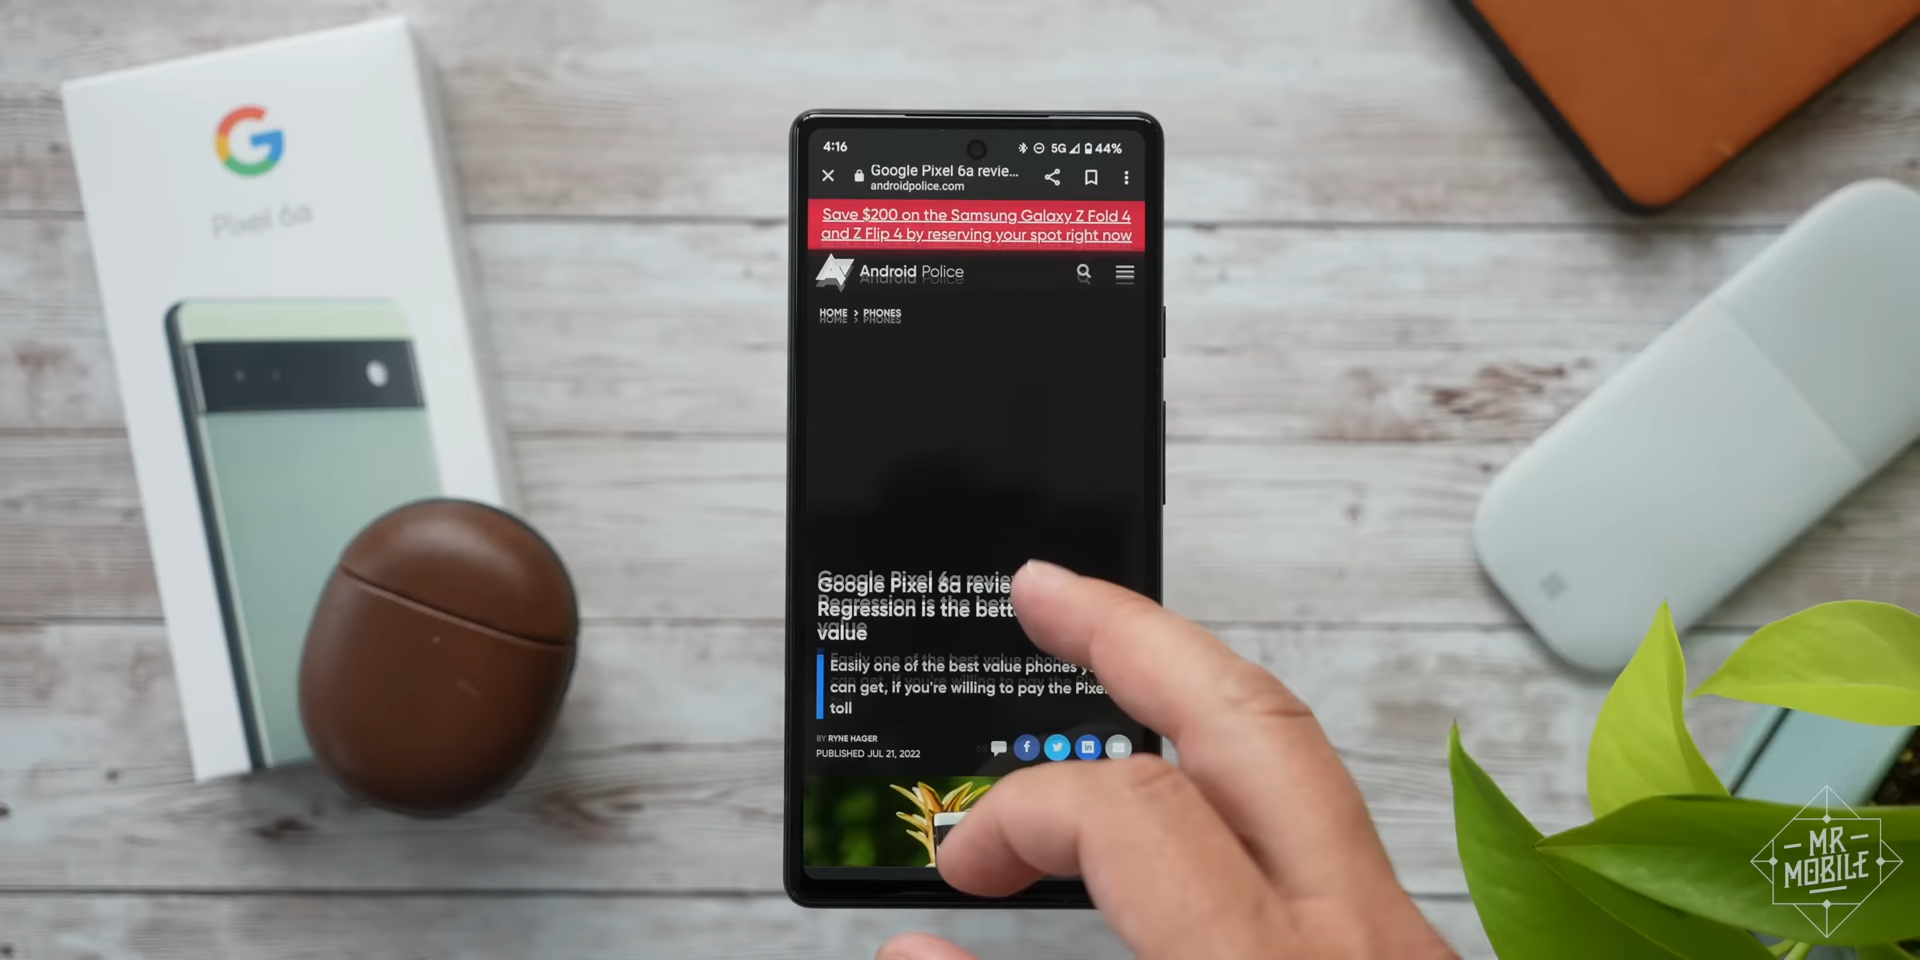 G
Pixel 6a
4:16
5G 44%
Google Pixel 6a revie...
androidpolice.com
Save $200 on the Samsung Galaxy Z Fold 4
and Z Flip 4 by reserving your spot right now
Android Police
HOME > PHONES
Google Pixel 6a revie
Regression is the bett
value
Easily one of the best value phones y
can get, if you're willing to pay the Pixel
toll
BY RYNE HAGER
PUBLISHED JUL 21, 2022
MR
MOBILE